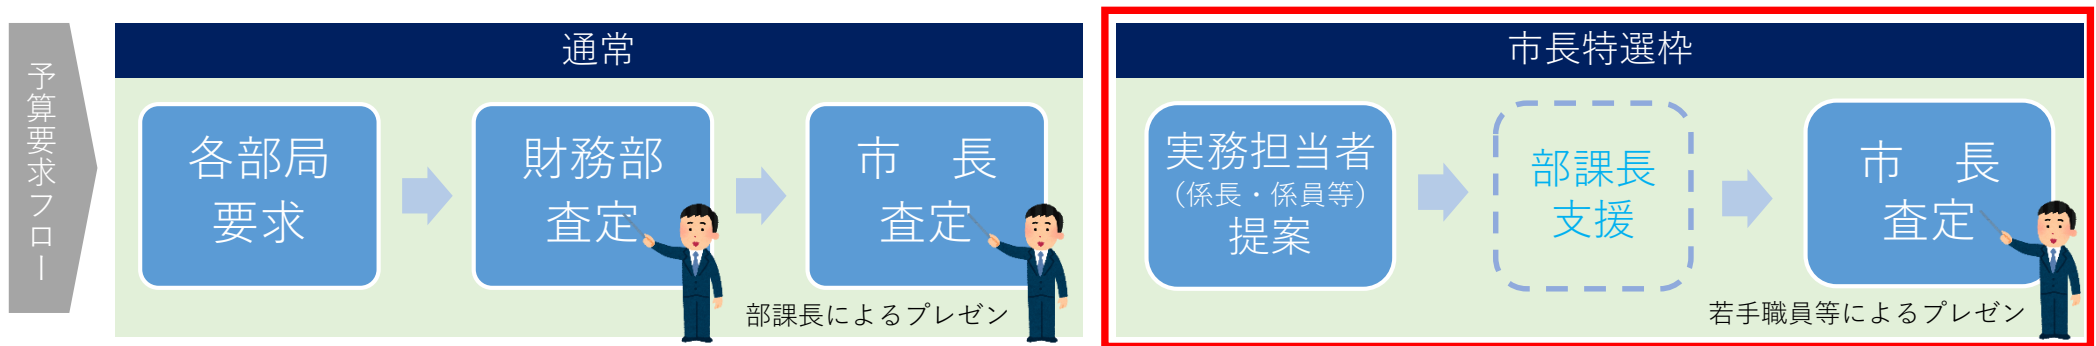 予算要求フロー
通常
各部局
要求
財務部
査定
市　長
査定
部課長によるプレゼン
市長特選枠
実務担当者
（係長・係員等）
提案
部課長
支援
市　長
査定
若手職員等によるプレゼン